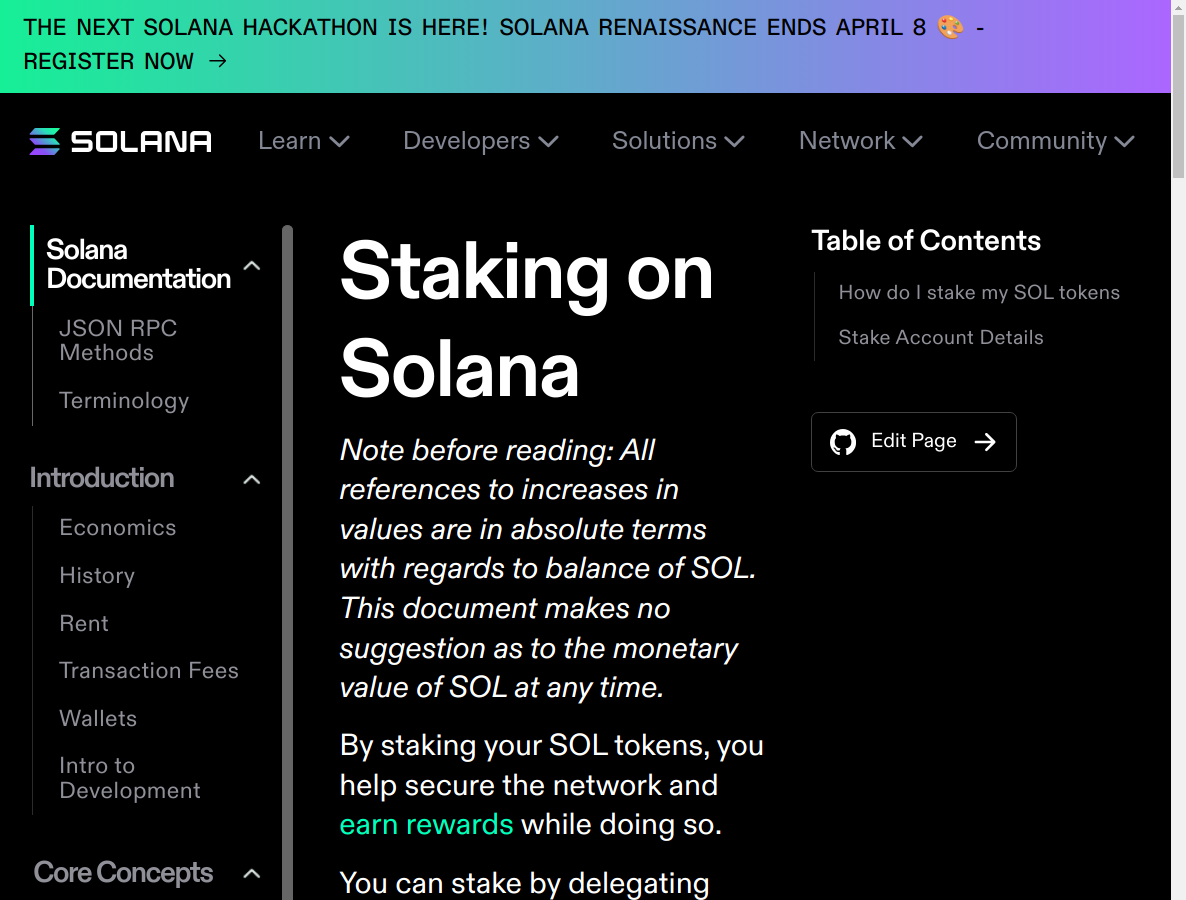 THE NEXT SOLANA HACKATHON IS HERE! SOLANA RENAISSANCE ENDS APRIL 8 🎨 -
REGISTER NOW →
SOLANA
Learn
Developers
Solutions
Network
Community
Solana
Documentation
JSON RPC
Methods
Terminology
Introduction
Economics
History
Rent
Transaction Fees
Wallets
Intro to
Development
Core Concepts
Staking on
Solana
Note before reading: All
references to increases in
values are in absolute terms
with regards to balance of SOL.
This document makes no
suggestion as to the monetary
value of SOL at any time.
By staking your SOL tokens, you
help secure the network and
earn rewards while doing so.
You can stake by delegating
Table of Contents
How do I stake my SOL tokens
Stake Account Details
Edit Page →